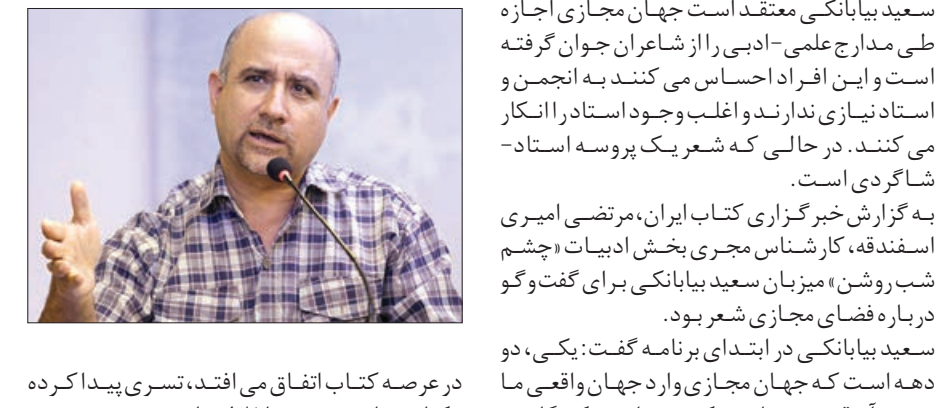 سعید بیابانکی معتقد است جهان مجازی اجازه
طی مدارج علمی-ادبی را از شاعران جوان گرفته
است و این افراد احساس می کنند به انجمن و
استاد نیازی ندارند و اغلب وجود استاد را انکار
می کنند. در حالی که شعر یک پروسه استاد-
شاگردی است.
به گزارش خبرگزاری کتاب ایران،مرتضی امیری
اسفندقه، کارشناس مجری بخش ادبیات «چشم
شب روشن» میزبان سعید بیابانکی برای گفت‌وگو
درباره فضای مجازی شعر بود.
سعید بیابانکی در ابتدای برنامه گفت: یکی، دو
دهه است که جهان مجازی وارد جهان واقعی ما
در عرصه کتاب اتفاق می افتد، تسری پیدا کرده